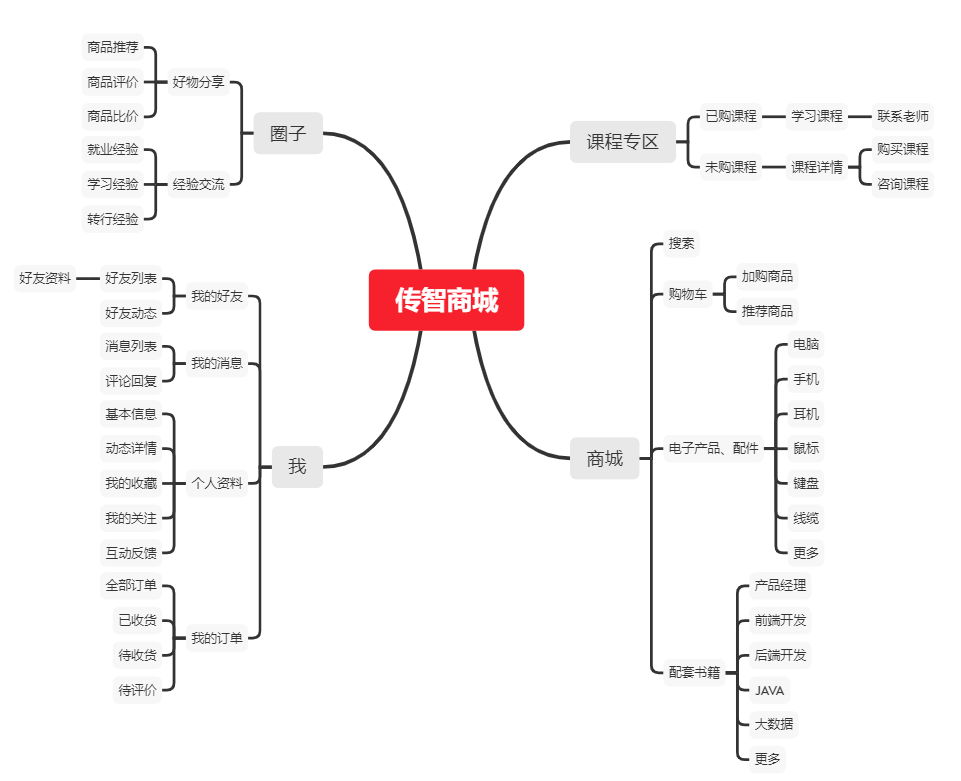 传智商城
圈子
好物分享
商品推荐
商品评价
商品比价
经验交流
就业经验
学习经验
转行经验
我
我的好友
好友列表
好友资料
好友动态
我的消息
消息列表
评论回复
个人资料
基本信息
动态详情
我的收藏
我的关注
互动反馈
我的订单
全部订单
已收货
待收货
待评价
课程专区
已购课程
学习课程
联系老师
未购课程
课程详情
购买课程
咨询课程
商城
搜索
购物车
加购商品
推荐商品
电子产品、配件
电脑
手机
耳机
鼠标
键盘
线缆
更多
配套书籍
产品经理
前端开发
后端开发
JAVA
大数据
更多